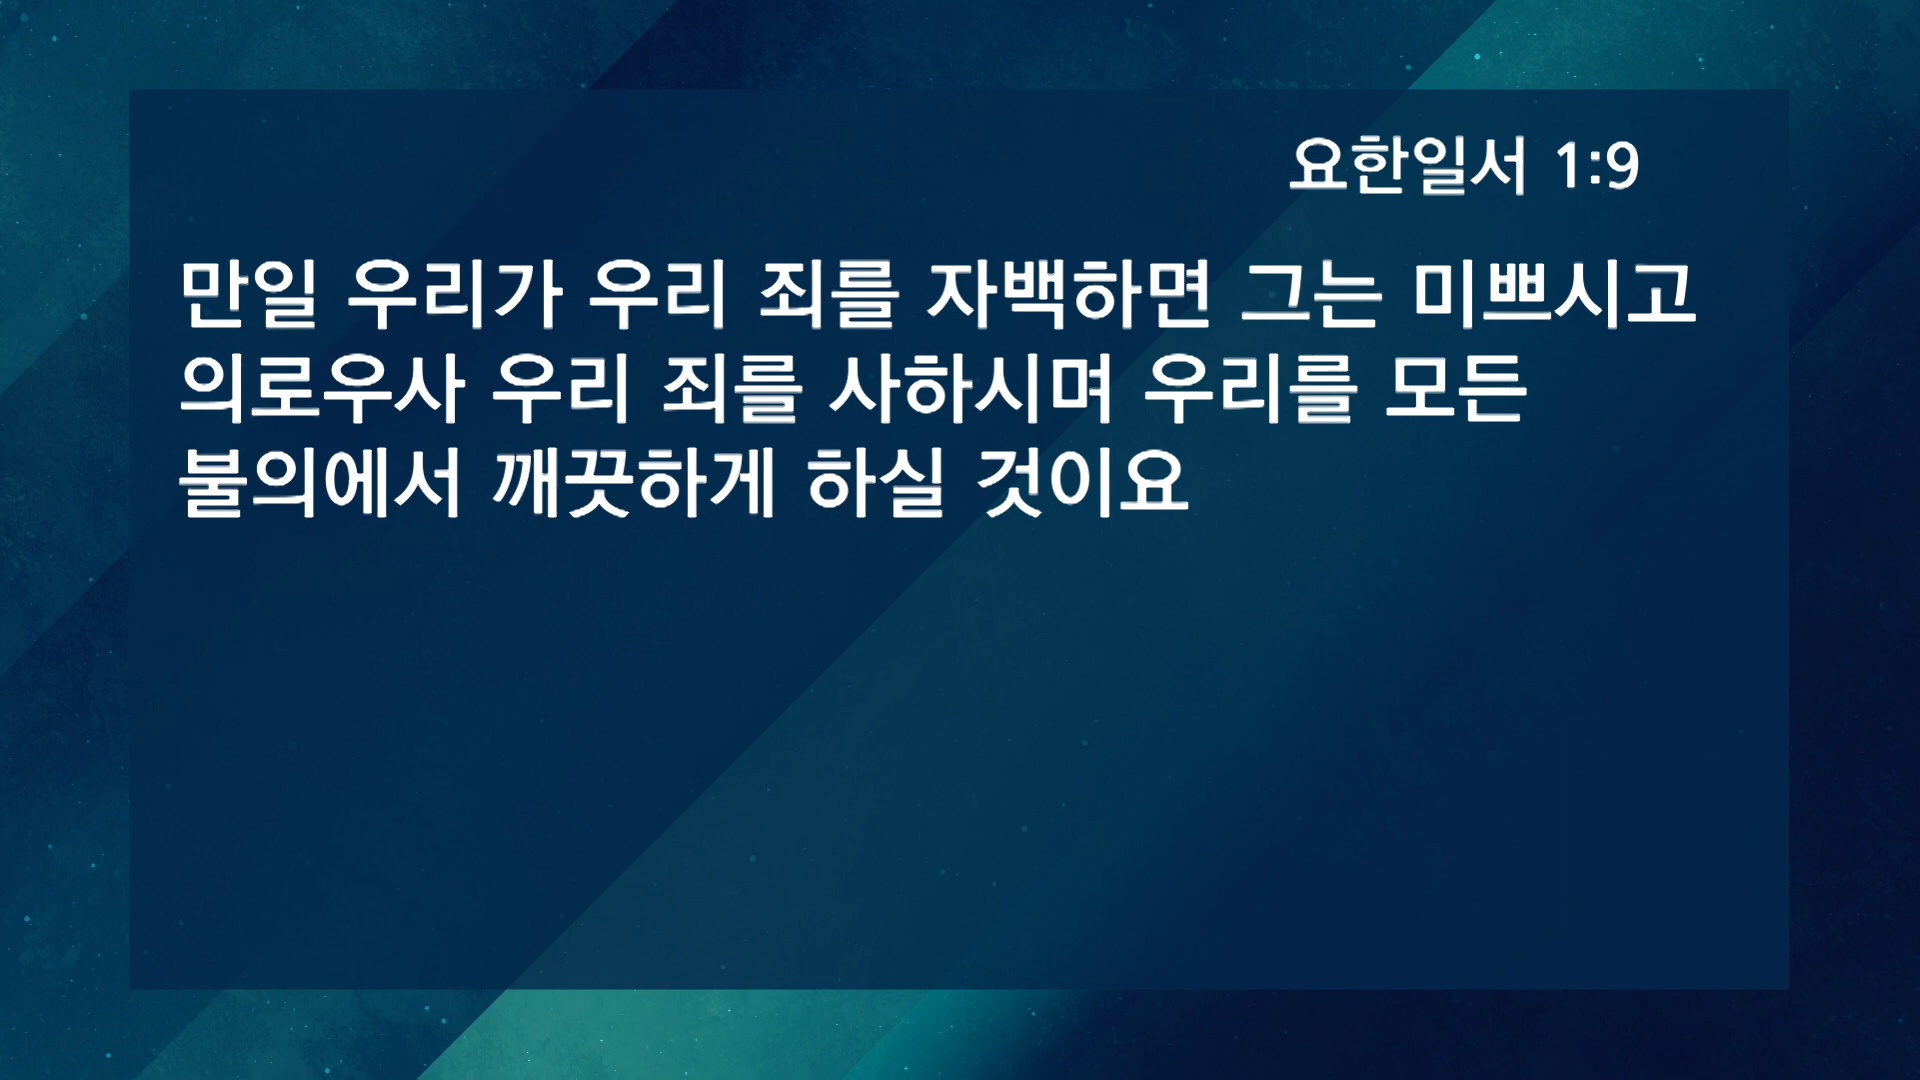 요한일서 1:9
만일 우리가 우리 죄를 자백하면 그는 미쁘시고
의로우사 우리 죄를 사하시며 우리를 모든
불의에서 깨끗하게 하실 것이요